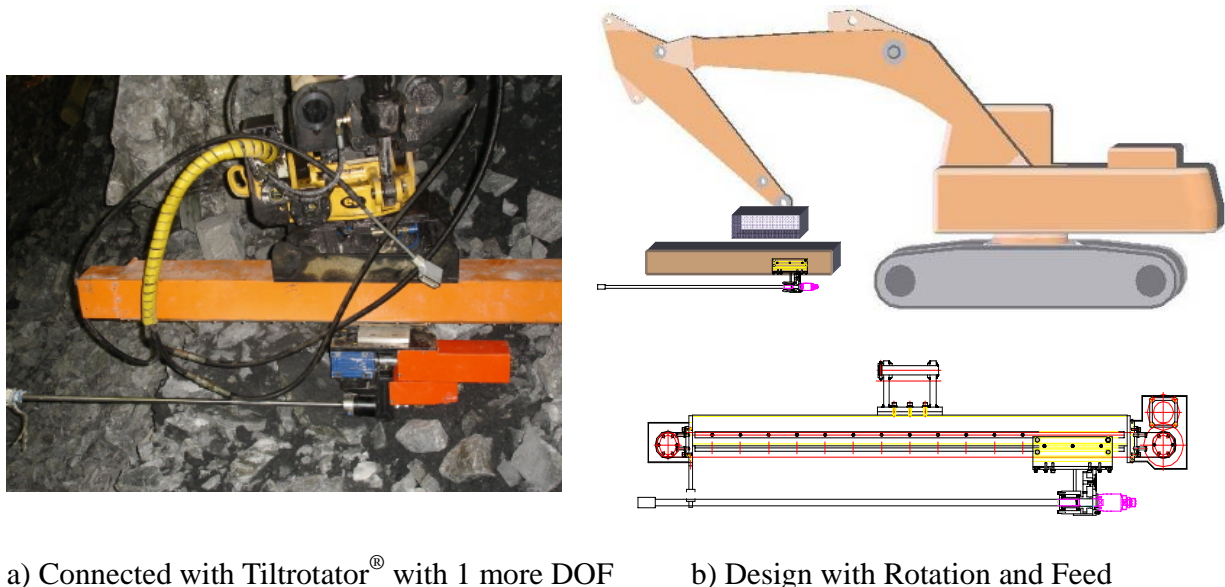 a) Connected with Tiltrotator® with 1 more DOF
b) Design with Rotation and Feed